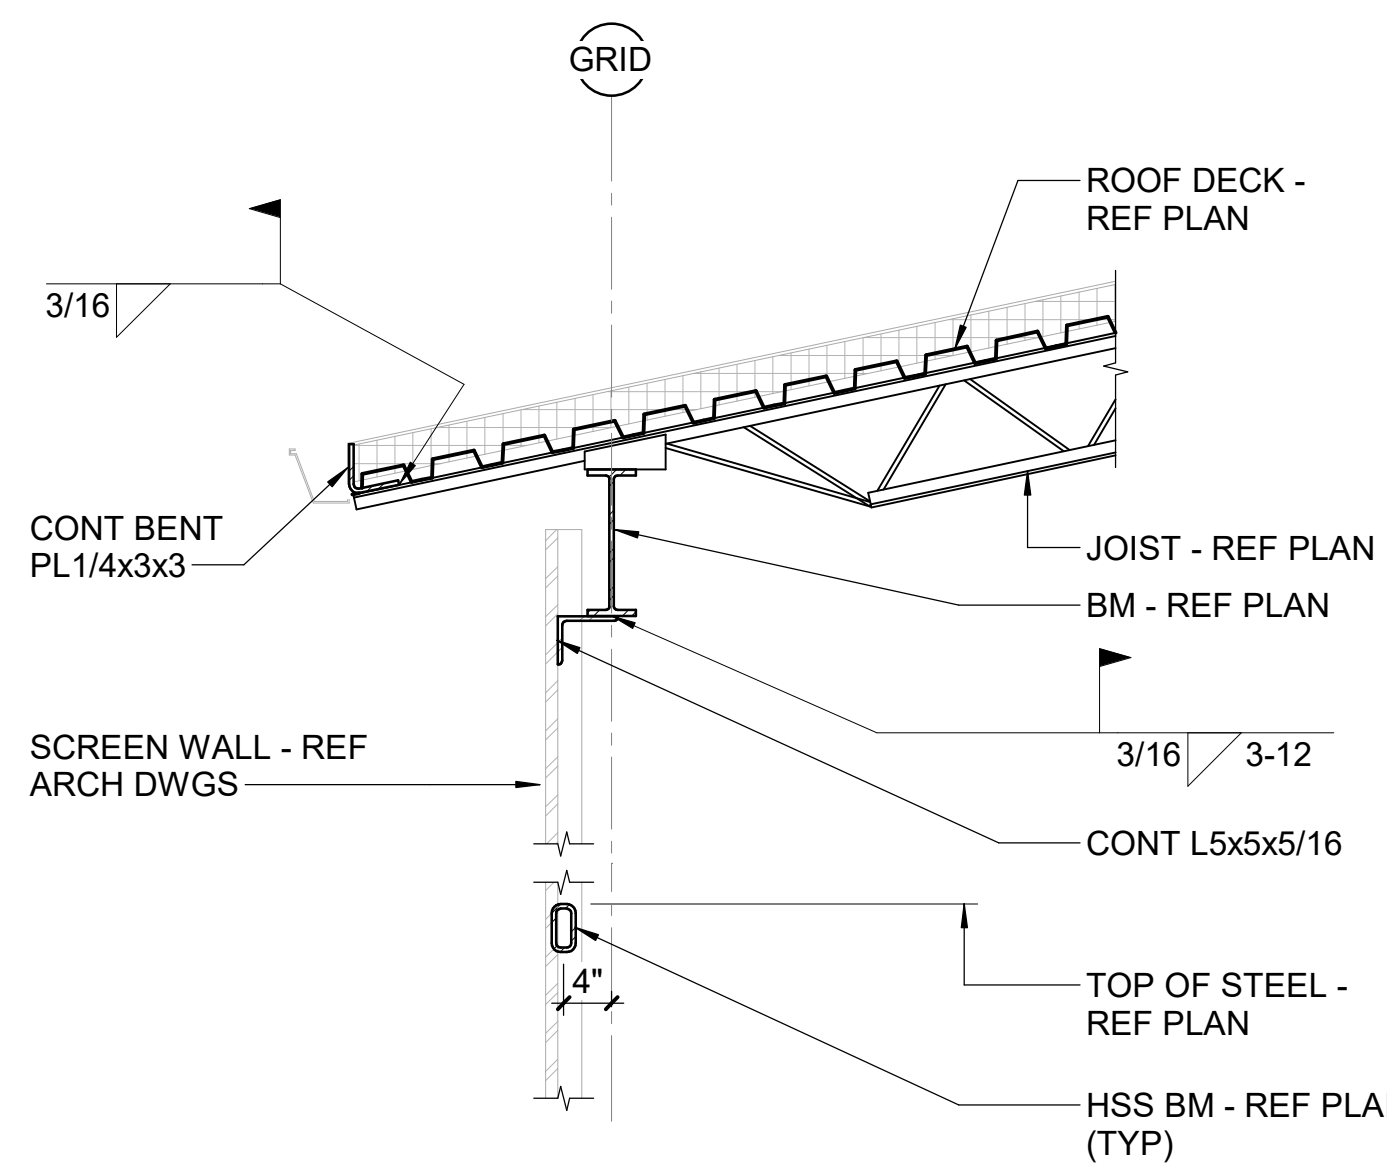 GRID
ROOF DECK -
REF PLAN
3/16
CONT BENT
PL1/4x3x3
JOIST - REF PLAN
BM - REF PLAN
SCREEN WALL - REF
ARCH DWGS
3/16 3-12
CONT L5x5x5/16
4"
TOP OF STEEL -
REF PLAN
HSS BM - REF PLA
(TYP)